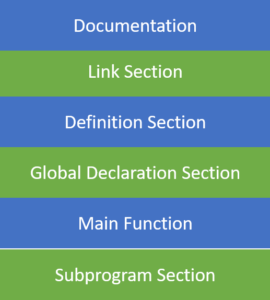 Documentation
Link Section
Definition Section
Global Declaration Section
Main Function
Subprogram Section